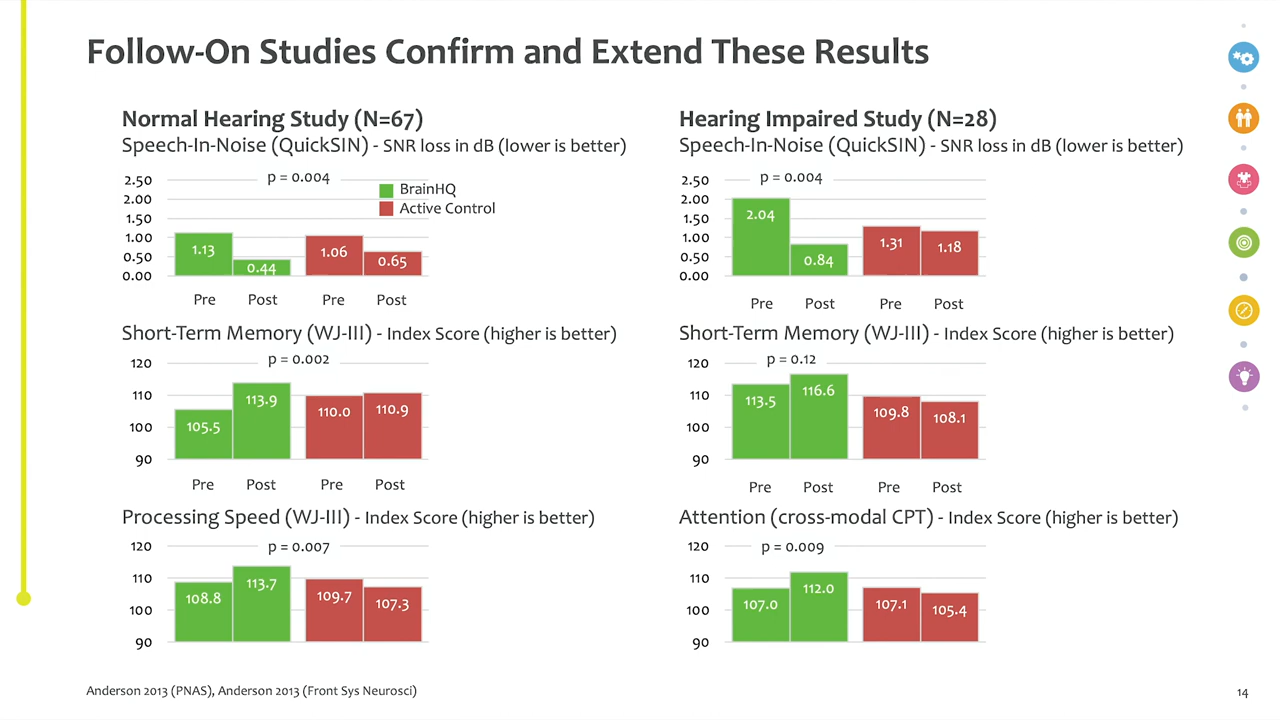 Follow-On Studies Confirm and Extend These Results
Normal Hearing Study (N=67)
Speech-In-Noise (QuickSIN) - SNR loss in dB (lower is better)
2.50
2.00
1.50
1.00
0.50
0.00
p = 0.004
BrainHQ
Active Control
1.13
0.44
1.06
0.65
Pre Post Pre Post
Short-Term Memory (WJ-III) - Index Score (higher is better)
120
110
100
90
p = 0.002
105.5
113.9
110.0
110.9
Pre Post Pre Post
Processing Speed (WJ-III) - Index Score (higher is better)
120
110
100
90
p = 0.007
108.8
113.7
109.7
107.3
Hearing Impaired Study (N=28)
Speech-In-Noise (QuickSIN) - SNR loss in dB (lower is better)
2.50
2.00
1.50
1.00
0.50
0.00
p = 0.004
2.04
0.84
1.31
1.18
Pre Post Pre Post
Short-Term Memory (WJ-III) - Index Score (higher is better)
120
110
100
90
p = 0.12
113.5
116.6
109.8
108.1
Pre Post Pre Post
Attention (cross-modal CPT) - Index Score (higher is better)
120
110
100
90
p = 0.009
107.0
112.0
107.1
105.4
Anderson 2013 (PNAS), Anderson 2013 (Front Sys Neurosci)
14